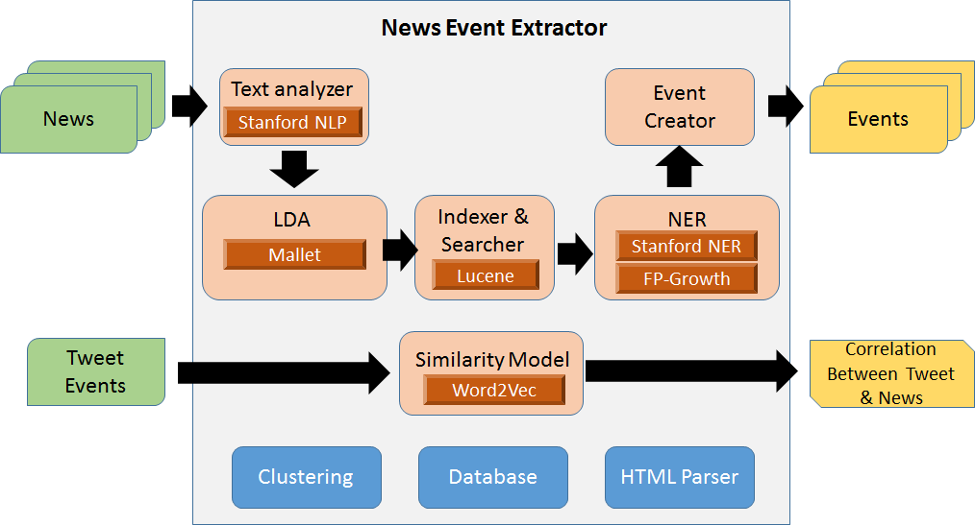 News Event Extractor
News
Text analyzer
Stanford NLP
Event
Creator
Events
LDA
Mallet
Indexer &
Searcher
Lucene
NER
Stanford NER
FP-Growth
Tweet
Events
Similarity Model
Word2Vec
Correlation
Between Tweet
& News
Clustering
Database
HTML Parser